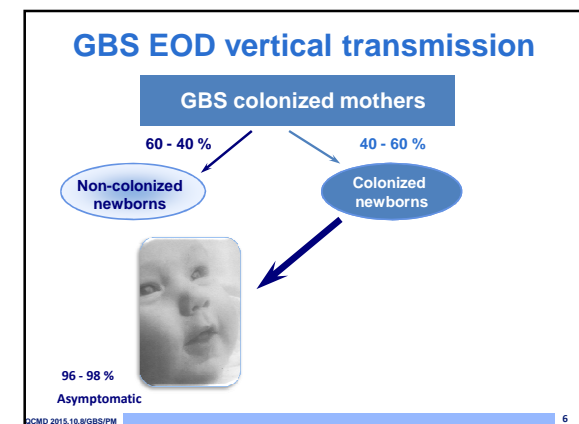 GBS EOD vertical transmission
GBS colonized mothers
60 - 40 %
40 - 60 %
Non-colonized
newborns
Colonized
newborns
96 - 98 %
Asymptomatic
QCMD 2015.10.8/GBS/PM
6